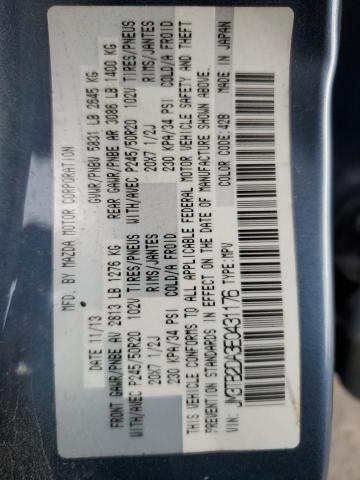 MFD. BY MAZDA MOTOR CORPORATION
DATE 11/13 GVWR/PNBV 5831 LB 2645 KG
FRONT GAWR/PNBE AV 2813 LB 1276 KG REAR GAWR/PNBE AR 3086 LB 1400 KG
WITH/AVEC P245/50R20 102V TIRES/PNEUS WITH/AVEC P245/50R20 102V TIRES/PNEUS
20X7 1/2J RIMS/JANTES 20X7 1/2J RIMS/JANTES
230 KPA/34 PSI COLD/A FROID 230 KPA/34 PSI COLD/A FROID
THIS VEHICLE CONFORMS TO ALL APPLICABLE FEDERAL MOTOR VEHICLE SAFETY AND THEFT
PREVENTION STANDARDS IN EFFECT ON THE DATE OF MANUFACTURE SHOWN ABOVE.
JM3TB2DA3E0431176 TYPE:MPV COLOR CODE:42B MADE IN JAPAN